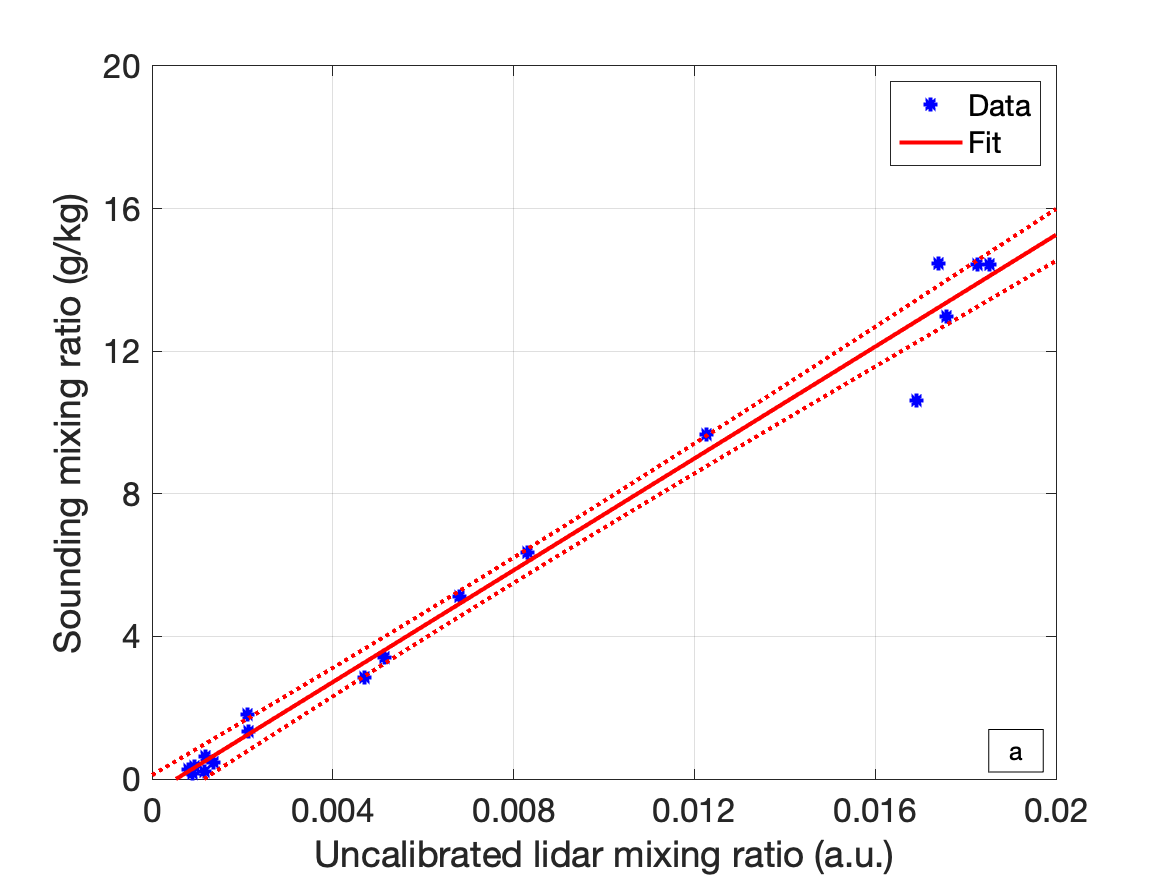 20
16
12
8
4
0
0 0.004 0.008 0.012 0.016 0.02
Sounding mixing ratio (g/kg)
Uncalibrated lidar mixing ratio (a.u.)
Data
Fit
a